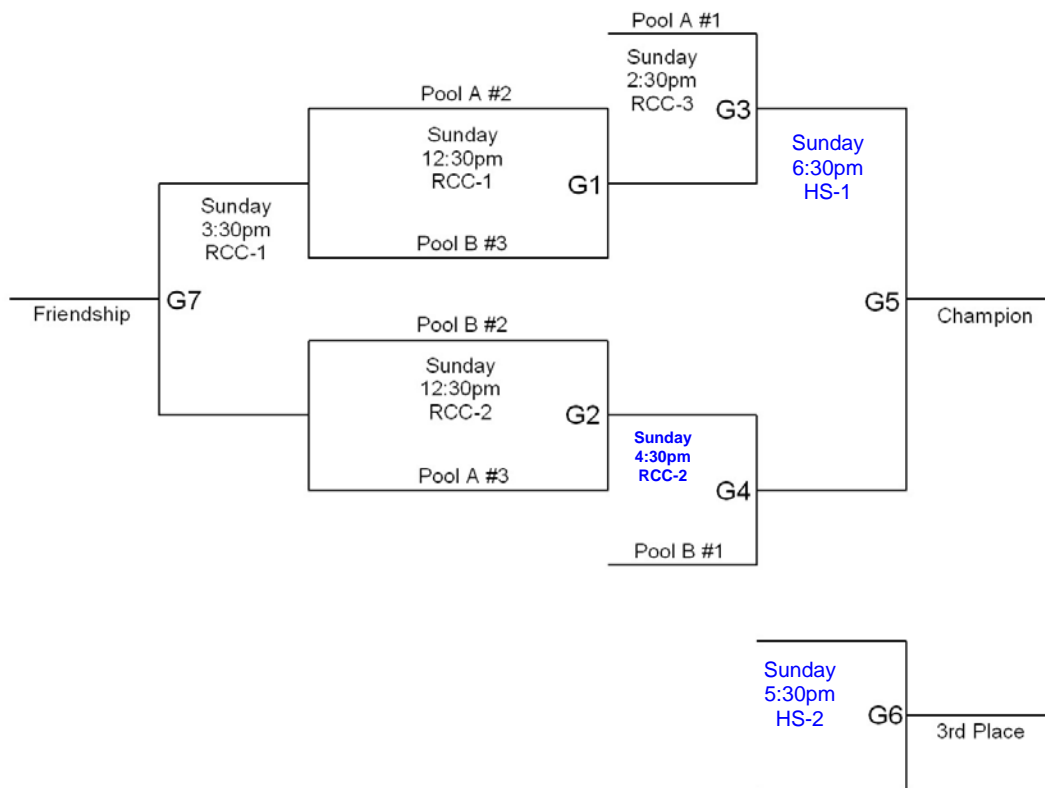 Pool A #1
Sunday
2:30pm
RCC-3
G3
Pool A #2
Sunday
12:30pm
RCC-1
G1
Pool B #3
Sunday
6:30pm
HS-1
Sunday
3:30pm
RCC-1
G7
Friendship
G5
Champion
Pool B #2
Sunday
12:30pm
RCC-2
G2
Pool A #3
Sunday
4:30pm
RCC-2
G4
Pool B #1
Sunday
5:30pm
HS-2
G6
3rd Place